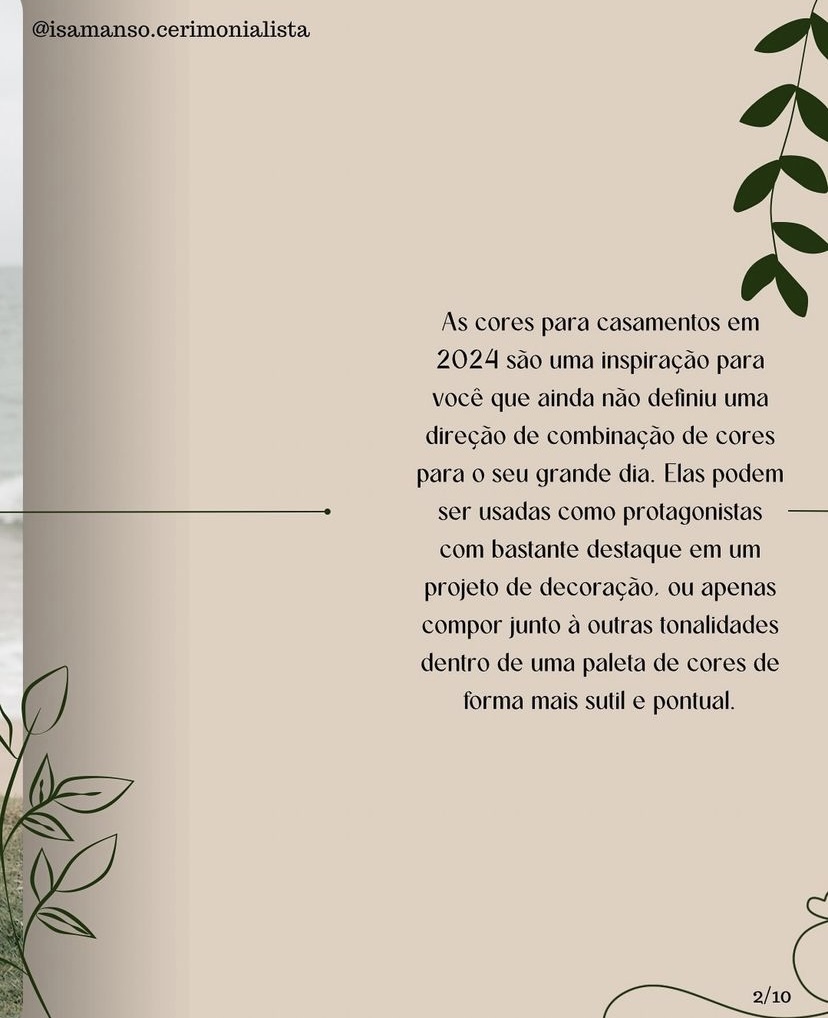 @isamanso.cerimonialista
As cores para casamentos em
2024 são uma inspiração para
você que ainda não definiu uma
direção de combinação de cores
para o seu grande dia. Elas podem
ser usadas como protagonistas
com bastante destaque em um
projeto de decoração, ou apenas
compor junto à outras tonalidades
dentro de uma paleta de cores de
forma mais sutil e pontual.
2/10